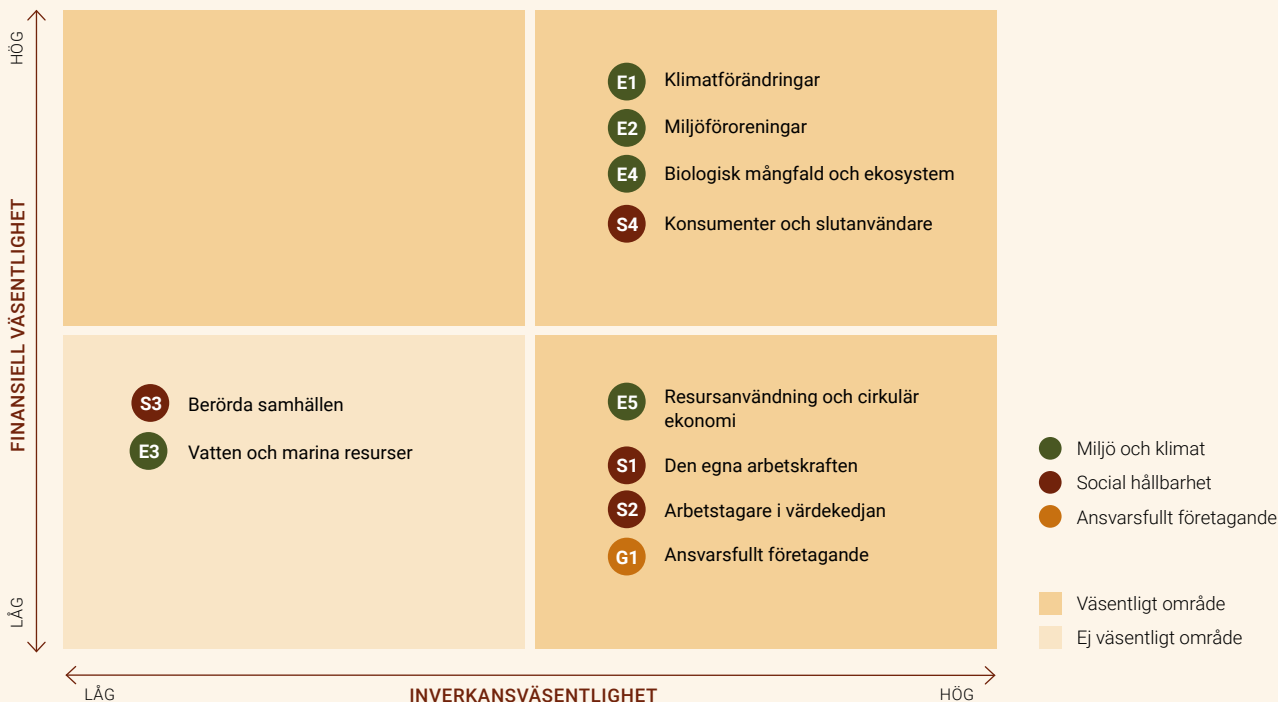 HÖG
FINANSIELL VÄSENTLIGHET
LÅG
E1 Klimatförändringar
E2 Miljöföroreningar
E4 Biologisk mångfald och ekosystem
S4 Konsumenter och slutanvändare
S3 Berörda samhällen
E3 Vatten och marina resurser
E5 Resursanvändning och cirkulär
ekonomi
S1 Den egna arbetskraften
S2 Arbetstagare i värdekedjan
G1 Ansvarsfullt företagande
Miljö och klimat
Social hållbarhet
Ansvarsfullt företagande
Väsentligt område
Ej väsentligt område
LÅG
INVERKANSVÄSENTLIGHET
HÖG